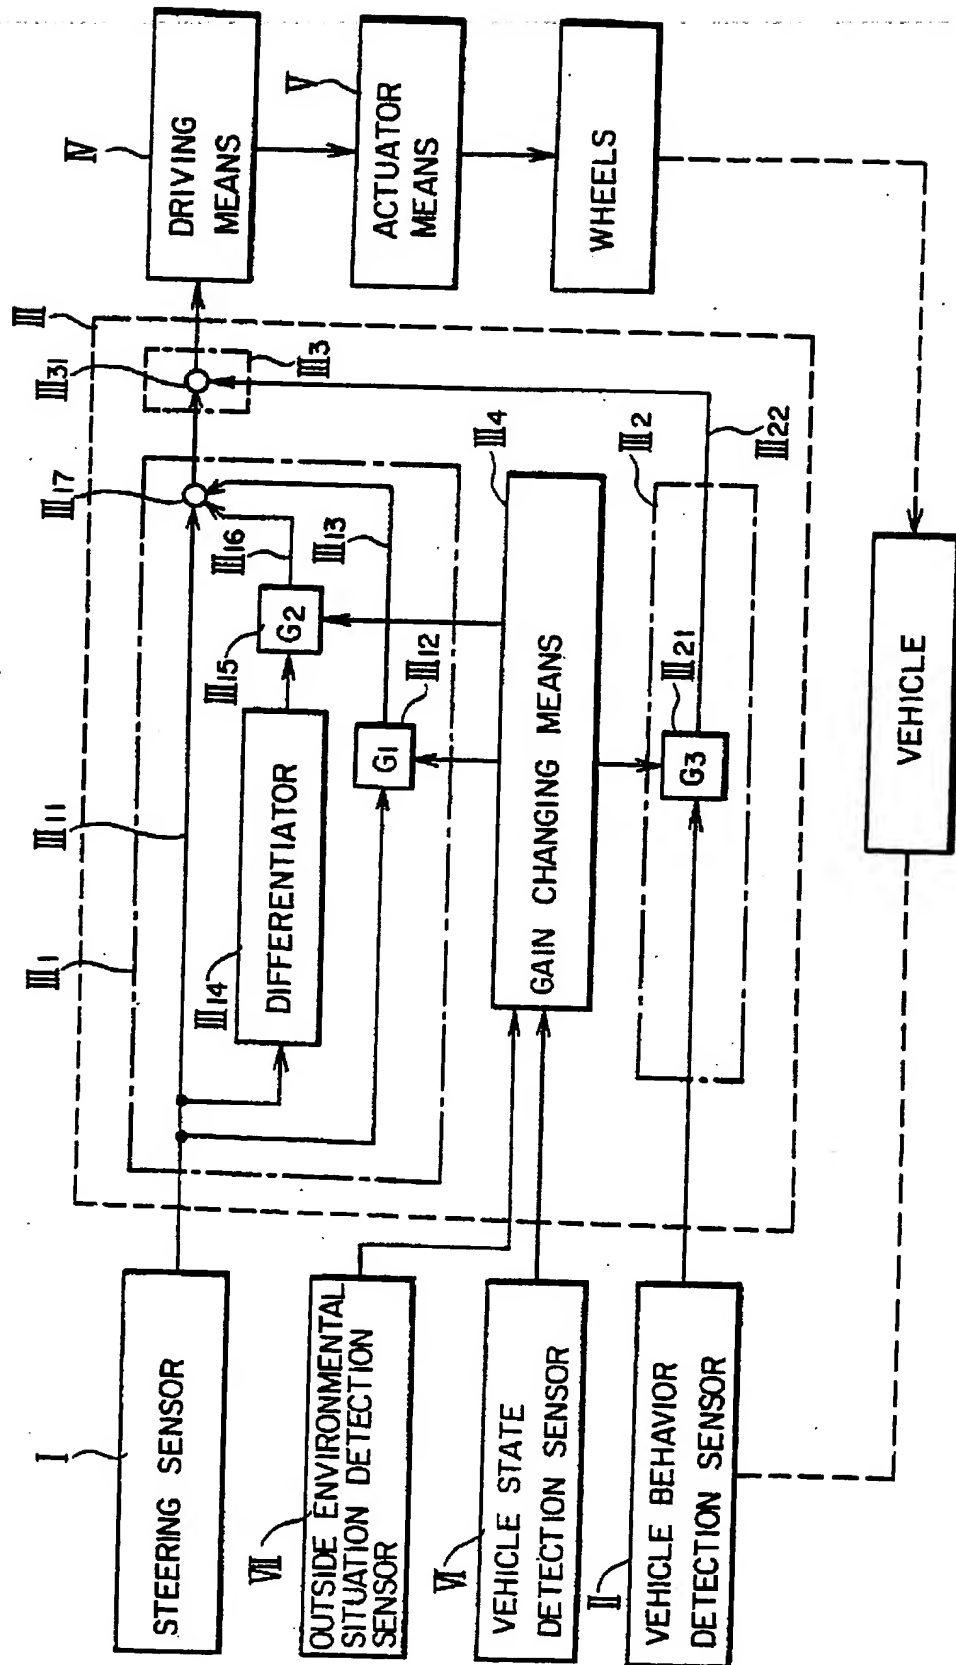 I
STEERING SENSOR
VII
OUTSIDE ENVIRONMENTAL
SITUATION DETECTION
SENSOR
VI
VEHICLE STATE
DETECTION SENSOR
II
VEHICLE BEHAVIOR
DETECTION SENSOR
III
III1
III11
III14
DIFFERENTIATOR
III15
G2
III16
III17
G1
III12
III13
GAIN CHANGING MEANS
III4
III2
G3
III21
III22
III31
III3
IV
DRIVING
MEANS
V
ACTUATOR
MEANS
WHEELS
VEHICLE